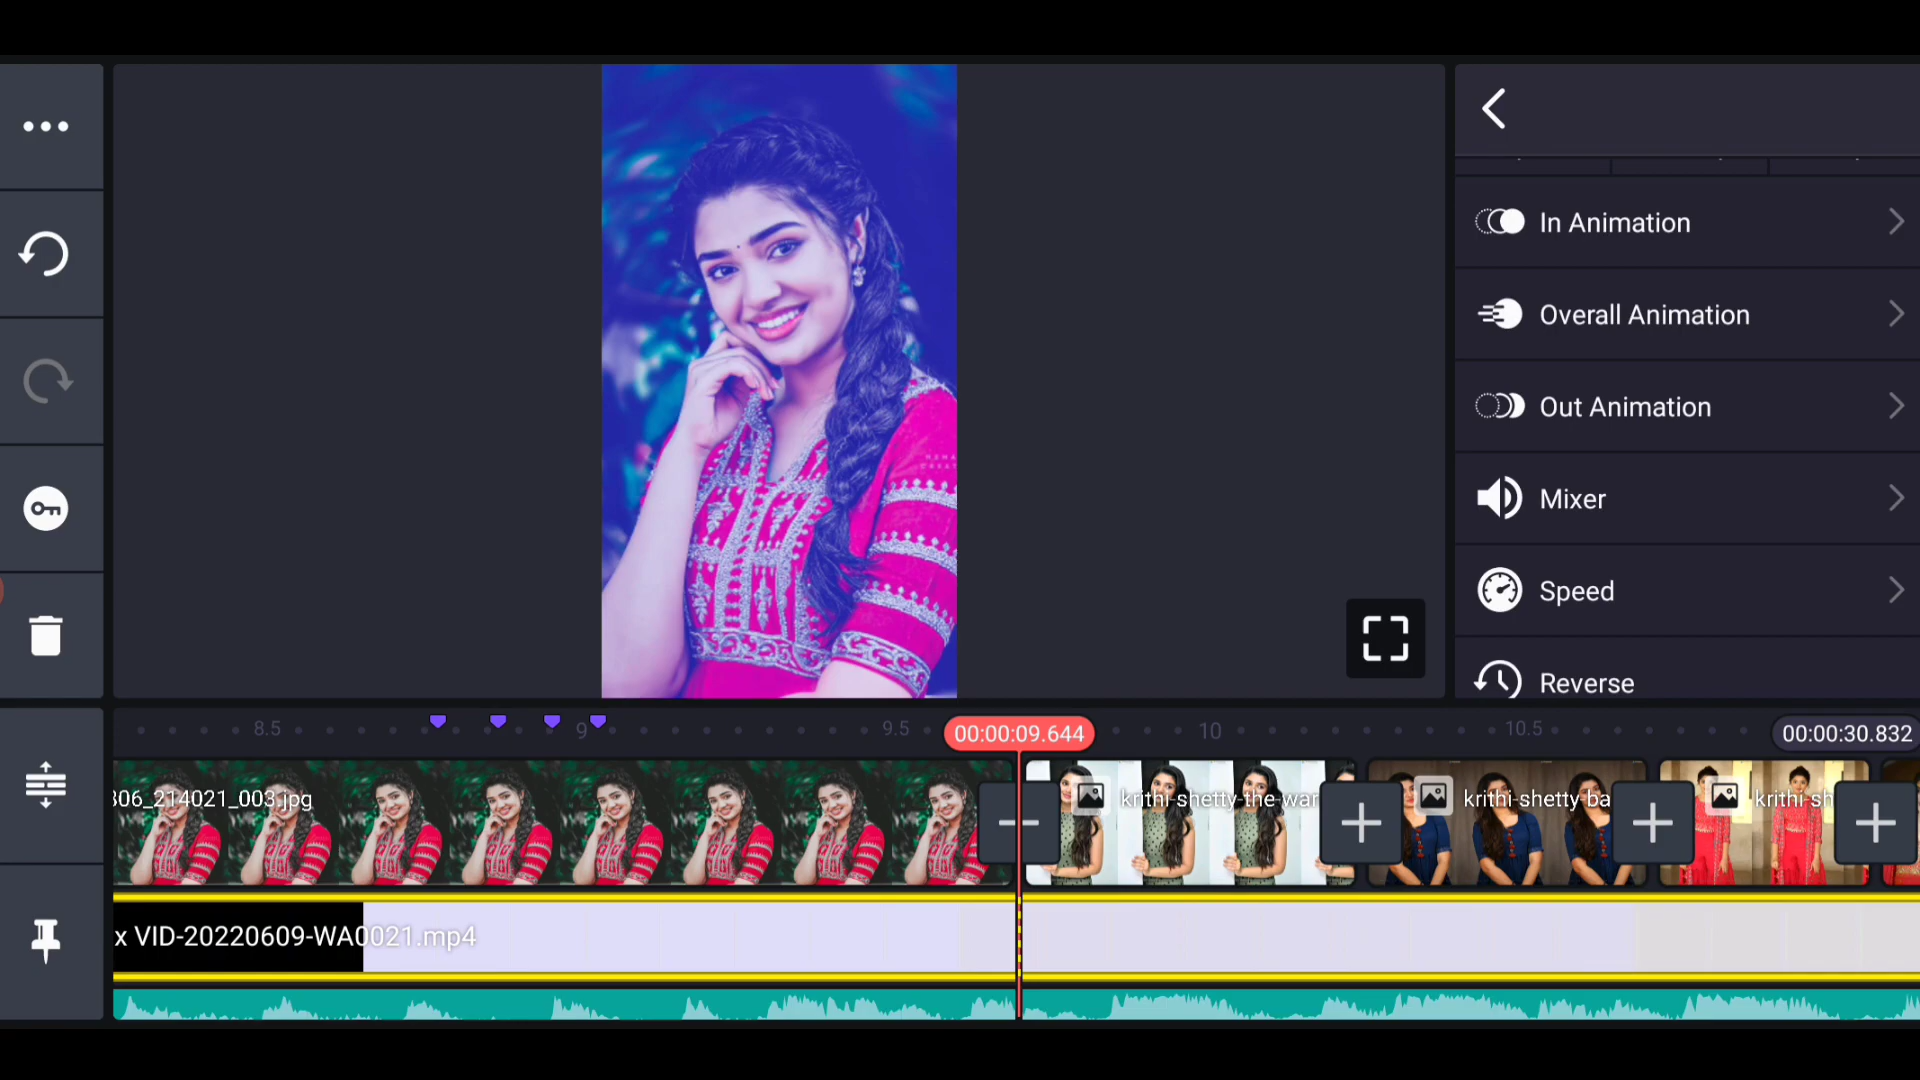 In Animation
Overall Animation
Out Animation
Mixer
Speed
Reverse
8.5
9
9.5
00:00:09.644
10
10.5
00:00:30.832
306_214021_003.jpg
krithi-shetty-the-war
krithi-shetty-ba
krithi-sh
x VID-20220609-WA0021.mp4